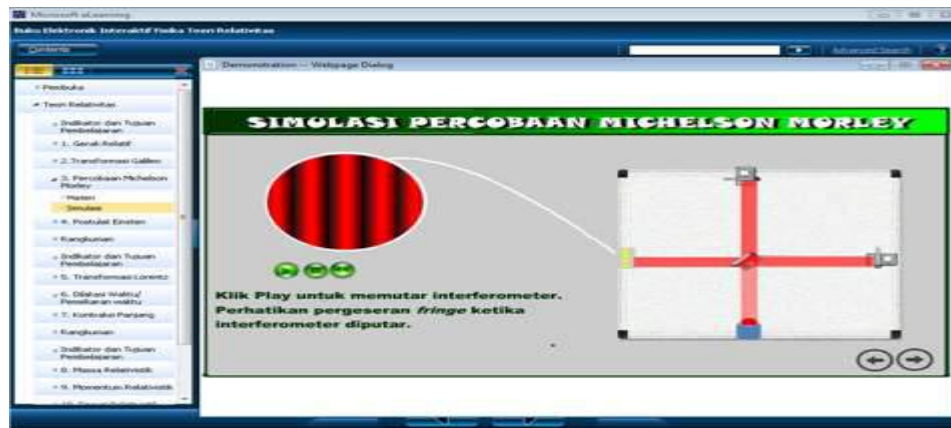 Microsoft eLearning
Buku Elektronik Interaktif Fisika Teori Relativitas
Contents
Advanced Search
Demonstration -- Webpage Dialog
Pembuka
Teori Relativitas
Indikator dan Tujuan
Pembelajaran
1. Gerak Relatif
2. Transformasi Galileo
3. Percobaan Michelson
Morley
Materi
Simulasi
4. Postulat Einstein
Rangkuman
Indikator dan Tujuan
Pembelajaran
5. Transformasi Lorentz
6. Dilatasi Waktu/
Pemekaran waktu
7. Kontraksi Panjang
Rangkuman
Indikator dan Tujuan
Pembelajaran
8. Massa Relativistik
9. Momentum Relativistik
SIMULASI PERCOBAAN MICHELSON MORLEY
Klik Play untuk memutar interferometer.
Perhatikan pergeseran fringe ketika
interferometer diputar.